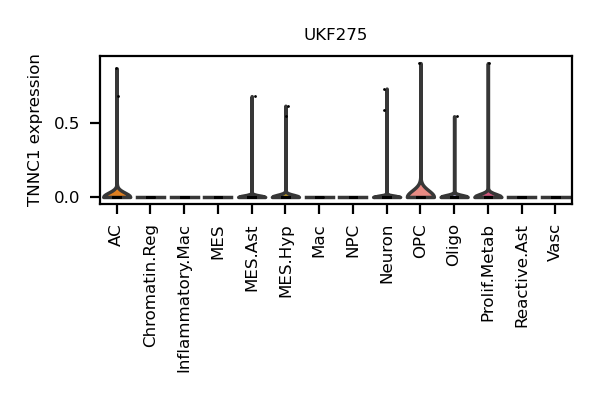 UKF275
TNNC1 expression
0.5
0.0
AC
Chromatin.Reg
Inflammatory.Mac
MES
MES.Ast
MES.Hyp
Mac
NPC
Neuron
OPC
Oligo
Prolif.Metab
Reactive.Ast
Vasc